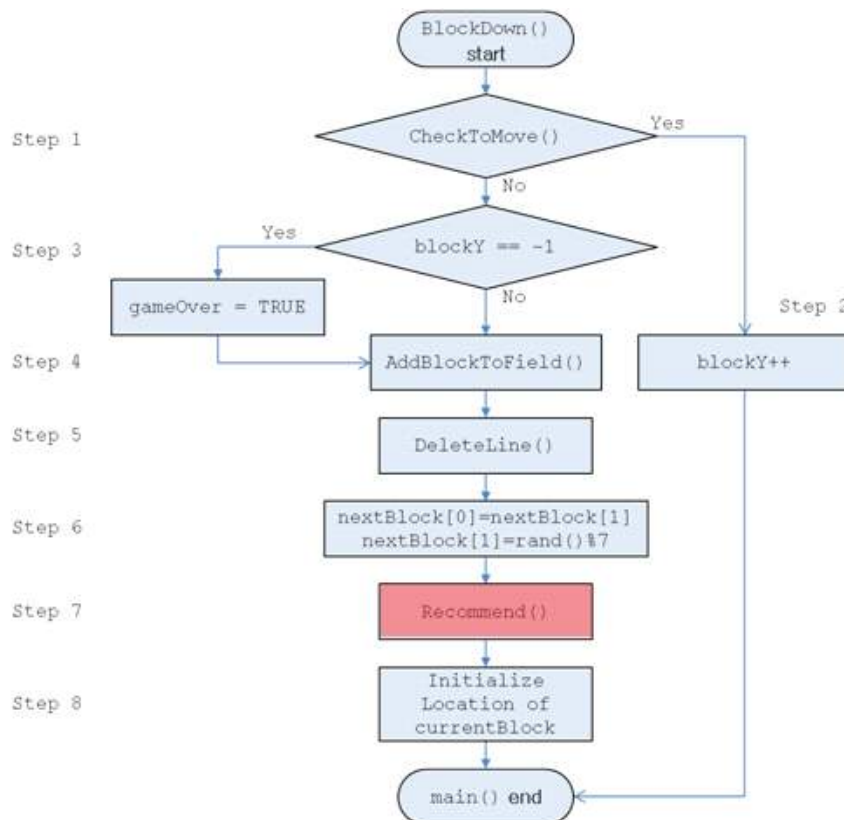 BlockDown()
start
Step 1
CheckToMove()
Yes
No
Step 3
Yes
blockY == -1
No
gameOver = TRUE
Step 2
Step 4
AddBlockToField()
blockY++
Step 5
DeleteLine()
Step 6
nextBlock[0]=nextBlock[1]
nextBlock[1]=rand()%7
Step 7
Recommend()
Step 8
Initialize
Location of
currentBlock
main() end